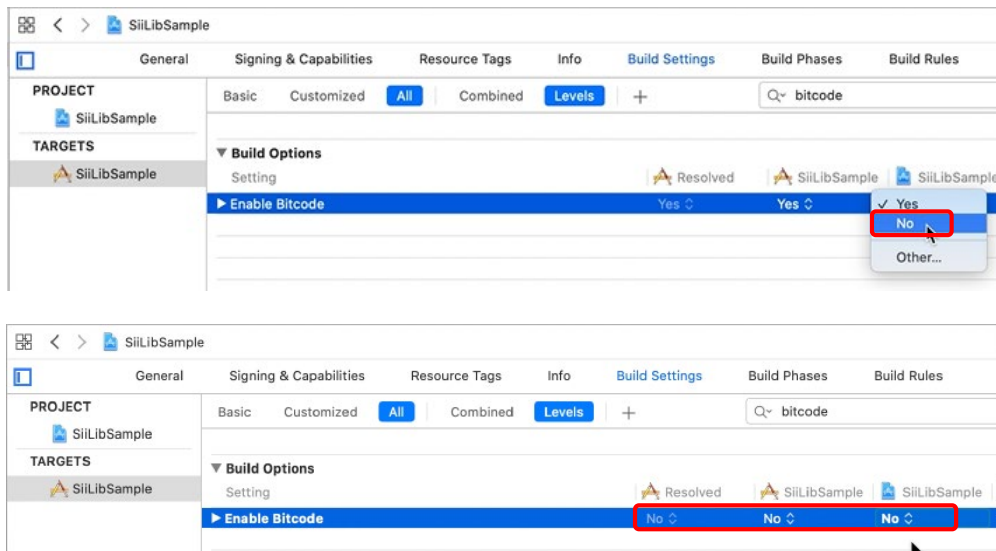 SiiLibSample
General Signing & Capabilities Resource Tags Info Build Settings Build Phases Build Rules
PROJECT
Basic Customized All Combined Levels + bitcode
SiiLibSample
TARGETS
Build Options
SiiLibSample
Setting Resolved SiiLibSample SiiLibSample
Enable Bitcode Yes Yes ✓ Yes
No
Other...
SiiLibSample
General Signing & Capabilities Resource Tags Info Build Settings Build Phases Build Rules
PROJECT
Basic Customized All Combined Levels + bitcode
SiiLibSample
TARGETS
Build Options
SiiLibSample
Setting Resolved SiiLibSample SiiLibSample
Enable Bitcode No No No